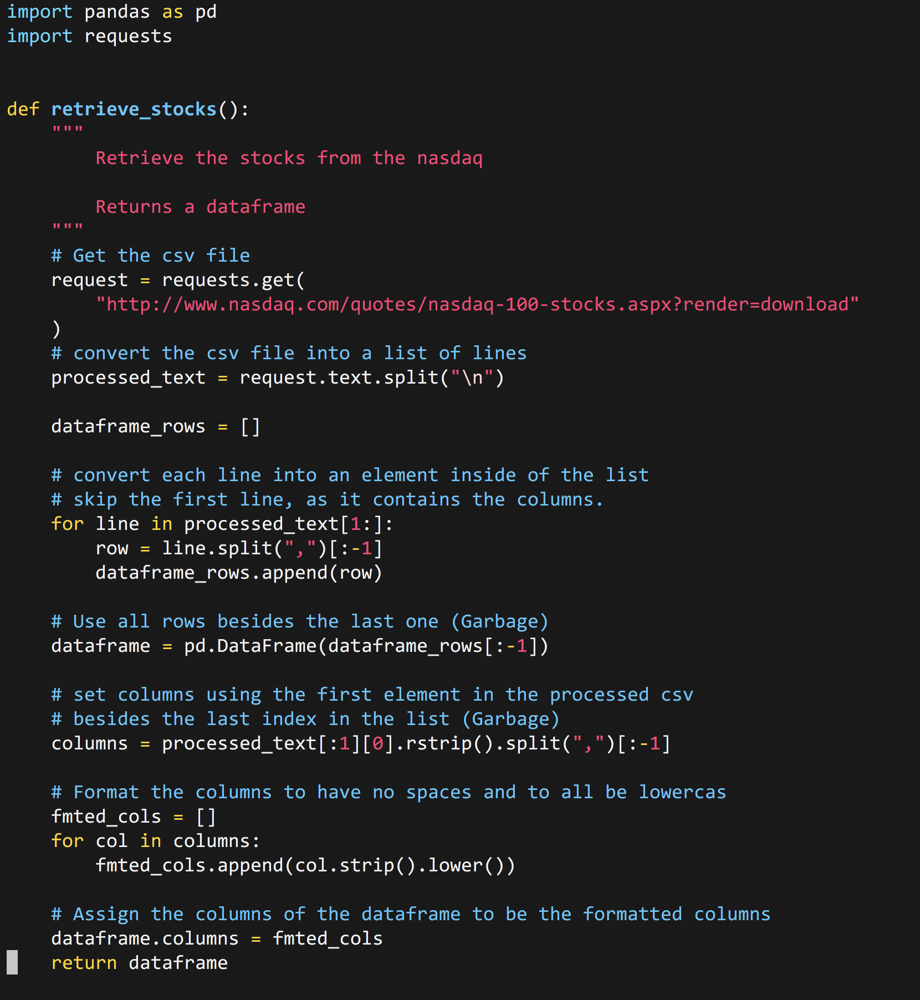 import pandas as pd
import requests
def retrieve_stocks():
    """
        Retrieve the stocks from the nasdaq
        Returns a dataframe
    """
    # Get the csv file
    request = requests.get(
        "http://www.nasdaq.com/quotes/nasdaq-100-stocks.aspx?render=download"
    )
    # convert the csv file into a list of lines
    processed_text = request.text.split("\n")
    dataframe_rows = []
    # convert each line into an element inside of the list
    # skip the first line, as it contains the columns.
    for line in processed_text[1:]:
        row = line.split(",")[:-1]
        dataframe_rows.append(row)
    # Use all rows besides the last one (Garbage)
    dataframe = pd.DataFrame(dataframe_rows[:-1])
    # set columns using the first element in the processed csv
    # besides the last index in the list (Garbage)
    columns = processed_text[:1][0].rstrip().split(",")[:-1]
    # Format the columns to have no spaces and to all be lowercas
    fmted_cols = []
    for col in columns:
        fmted_cols.append(col.strip().lower())
    # Assign the columns of the dataframe to be the formatted columns
    dataframe.columns = fmted_cols
    return dataframe